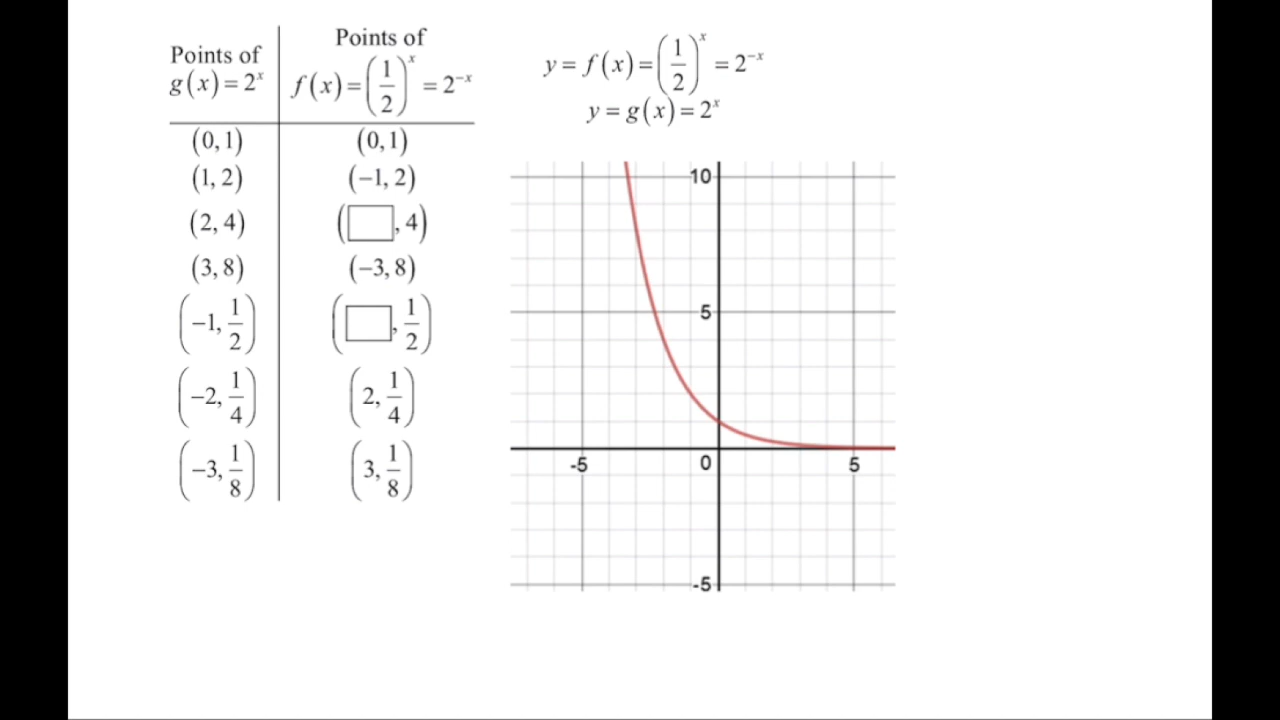 Points of
g(x) = 2^x
Points of
f(x) = (1/2)^x = 2^{-x}
(0, 1) (0, 1)
(1, 2) (−1, 2)
(2, 4) (□, 4)
(3, 8) (−3, 8)
(−1, 1/2) (□, 1/2)
(−2, 1/4) (2, 1/4)
(−3, 1/8) (3, 1/8)
y = f(x) = (1/2)^x = 2^{-x}
y = g(x) = 2^x
10
5
-5 0 5
-5